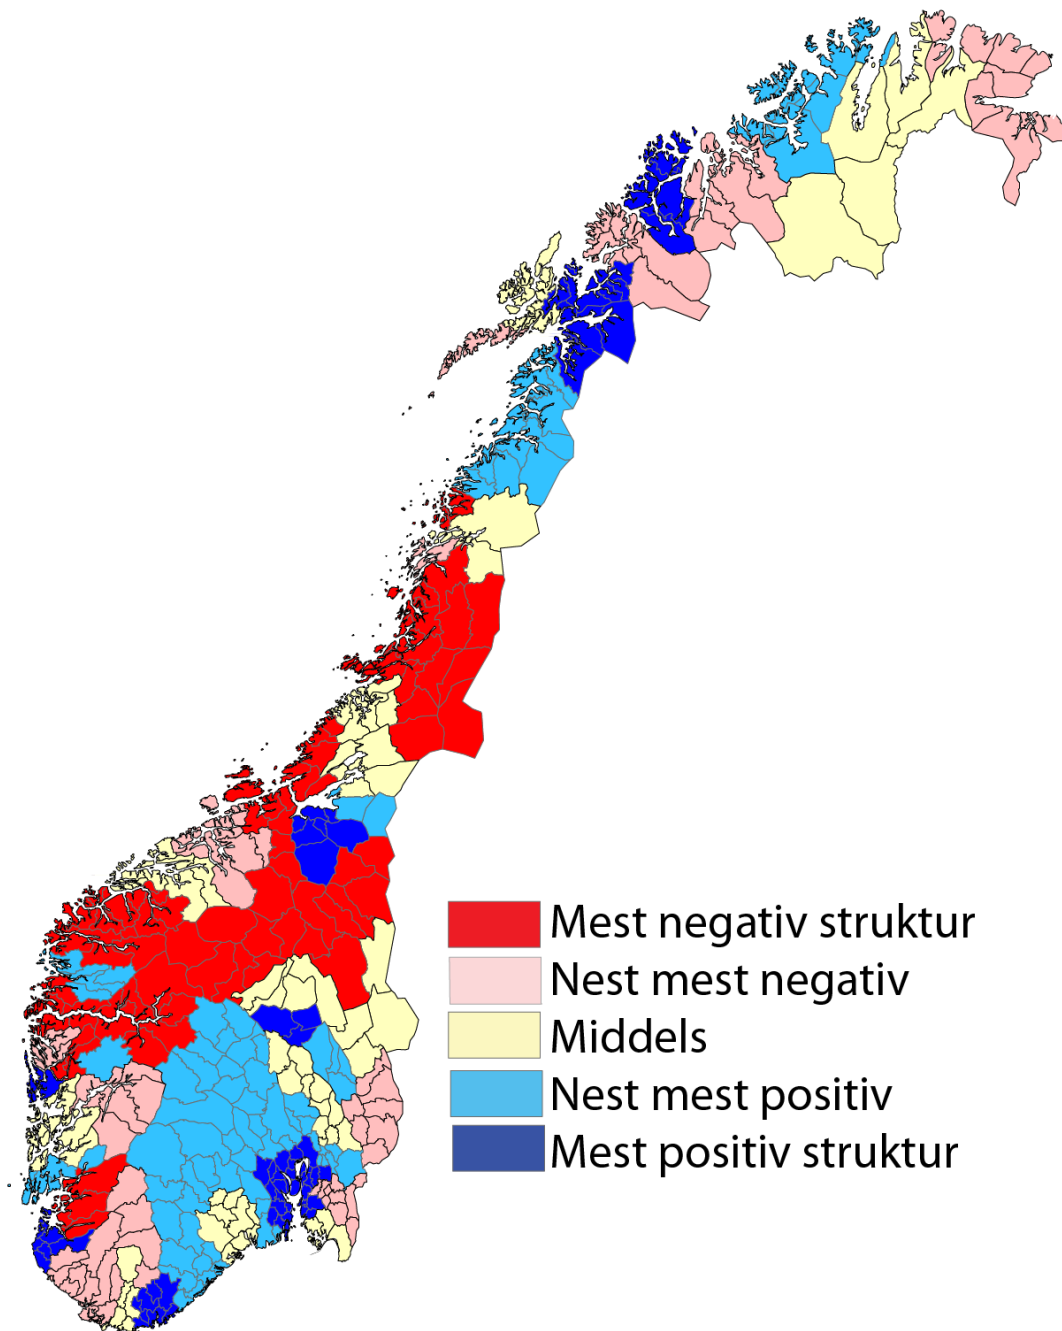 Mest negativ struktur
Nest mest negativ
Middels
Nest mest positiv
Mest positiv struktur